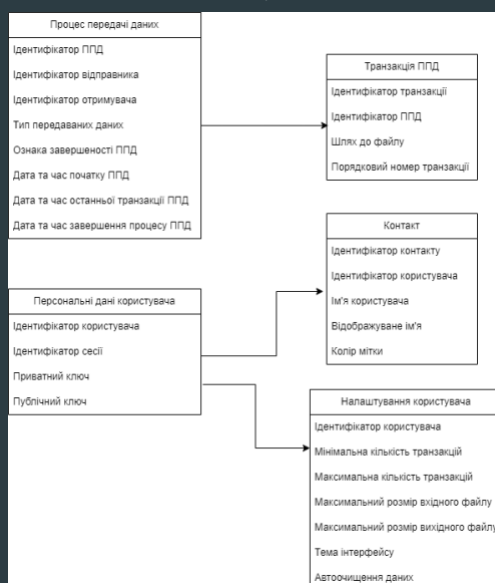 Процес передачі даних
Ідентифікатор ППД
Ідентифікатор відправника
Ідентифікатор отримувача
Тип передаваних даних
Ознака завершеності ППД
Дата та час початку ППД
Дата та час останньої транзакції ППД
Дата та час завершення процесу ППД
Транзакція ППД
Ідентифікатор транзакції
Ідентифікатор ППД
Шлях до файлу
Порядковий номер транзакції
Контакт
Ідентифікатор контакту
Ідентифікатор користувача
Ім'я користувача
Відображуване ім'я
Колір мітки
Персональні дані користувача
Ідентифікатор користувача
Ідентифікатор сесії
Приватний ключ
Публічний ключ
Налаштування користувача
Ідентифікатор користувача
Мінімальна кількість транзакцій
Максимальна кількість транзакцій
Максимальний розмір вхідного файлу
Максимальний розмір вихідного файлу
Тема інтерфейсу
Автоочищення даних